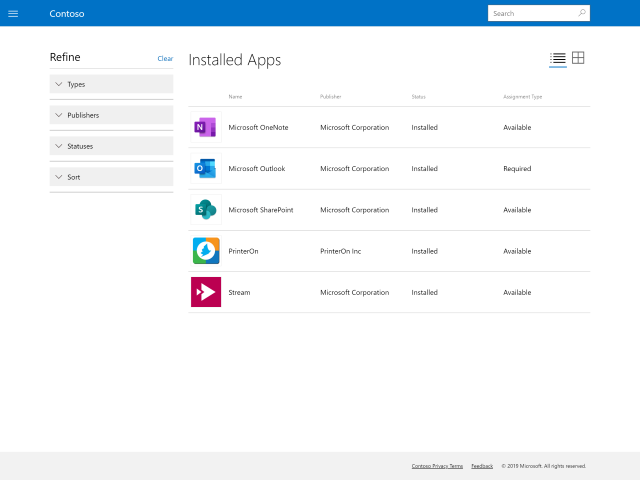 Contoso
Search
Refine
Clear
Types
Publishers
Statuses
Sort
Installed Apps
Name Publisher Status Assignment Type
N Microsoft OneNote Microsoft Corporation Installed Available
O Microsoft Outlook Microsoft Corporation Installed Required
S Microsoft SharePoint Microsoft Corporation Installed Available
PrinterOn PrinterOn Inc Installed Available
Stream Microsoft Corporation Installed Available
Contoso Privacy Terms Feedback © 2019 Microsoft. All rights reserved.